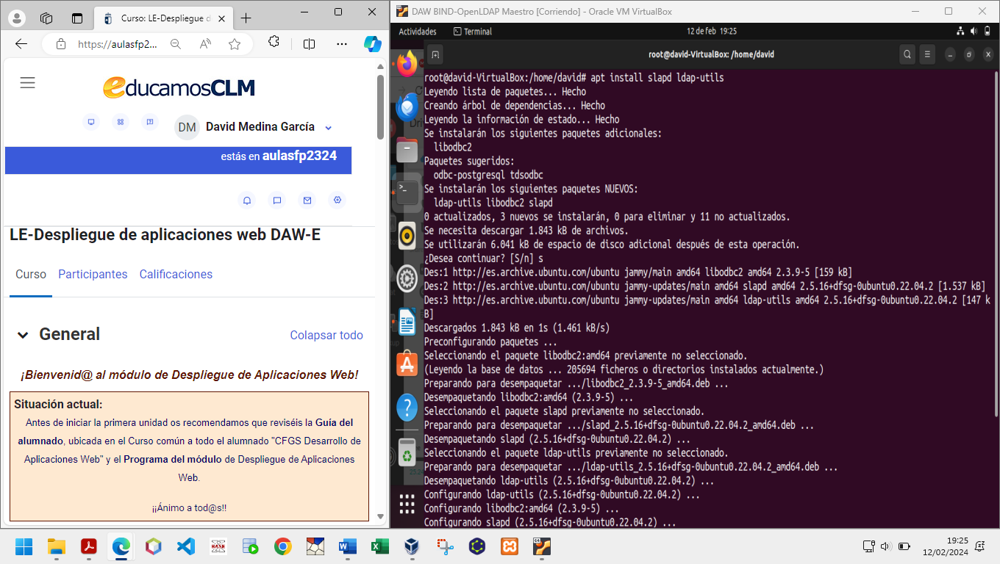 Curso: LE-Despliegue d
https://aulasfp2...
educamosCLM
DM
David Medina García
estás en aulasfp2324
LE-Despliegue de aplicaciones web DAW-E
Curso Participantes Calificaciones
General
Colapsar todo
¡Bienvenid@ al módulo de Despliegue de Aplicaciones Web!
Situación actual:
Antes de iniciar la primera unidad os recomendamos que reviséis la Guía del
alumnado, ubicada en el Curso común a todo el alumnado "CFGS Desarrollo de
Aplicaciones Web" y el Programa del módulo de Despliegue de Aplicaciones
Web.
¡¡Ánimo a tod@s!!
DAW BIND-OpenLDAP Maestro [Corriendo] - Oracle VM VirtualBox
Actividades
Terminal
12 de feb 19:25
root@david-VirtualBox: /home/david
root@david-VirtualBox:/home/david# apt install slapd ldap-utils
Leyendo lista de paquetes... Hecho
Creando árbol de dependencias... Hecho
Leyendo la información de estado... Hecho
Se instalarán los siguientes paquetes adicionales:
libodbc2
Paquetes sugeridos:
odbc-postgresql tdsodbc
Se instalarán los siguientes paquetes NUEVOS:
ldap-utils libodbc2 slapd
0 actualizados, 3 nuevos se instalarán, 0 para eliminar y 11 no actualizados.
Se necesita descargar 1.843 kB de archivos.
Se utilizarán 6.041 kB de espacio de disco adicional después de esta operación.
¿Desea continuar? [S/n] s
Des:1 http://es.archive.ubuntu.com/ubuntu jammy/main amd64 libodbc2 amd64 2.3.9-5 [159 kB]
Des:2 http://es.archive.ubuntu.com/ubuntu jammy-updates/main amd64 slapd amd64 2.5.16+dfsg-0ubuntu0.22.04.2 [1.537 kB]
Des:3 http://es.archive.ubuntu.com/ubuntu jammy-updates/main amd64 ldap-utils amd64 2.5.16+dfsg-0ubuntu0.22.04.2 [147 k
B]
Descargados 1.843 kB en 1s (1.461 kB/s)
Preconfigurando paquetes ...
Seleccionando el paquete libodbc2:amd64 previamente no seleccionado.
(Leyendo la base de datos ... 205694 ficheros o directorios instalados actualmente.)
Preparando para desempaquetar .../libodbc2_2.3.9-5_amd64.deb ...
Desempaquetando libodbc2:amd64 (2.3.9-5) ...
Seleccionando el paquete slapd previamente no seleccionado.
Preparando para desempaquetar .../slapd_2.5.16+dfsg-0ubuntu0.22.04.2_amd64.deb ...
Desempaquetando slapd (2.5.16+dfsg-0ubuntu0.22.04.2) ...
Seleccionando el paquete ldap-utils previamente no seleccionado.
Preparando para desempaquetar .../ldap-utils_2.5.16+dfsg-0ubuntu0.22.04.2_amd64.deb ...
Desempaquetando ldap-utils (2.5.16+dfsg-0ubuntu0.22.04.2) ...
Configurando ldap-utils (2.5.16+dfsg-0ubuntu0.22.04.2) ...
Configurando libodbc2:amd64 (2.3.9-5) ...
Configurando slapd (2.5.16+dfsg-0ubuntu0.22.04.2) ...
19:25
12/02/2024